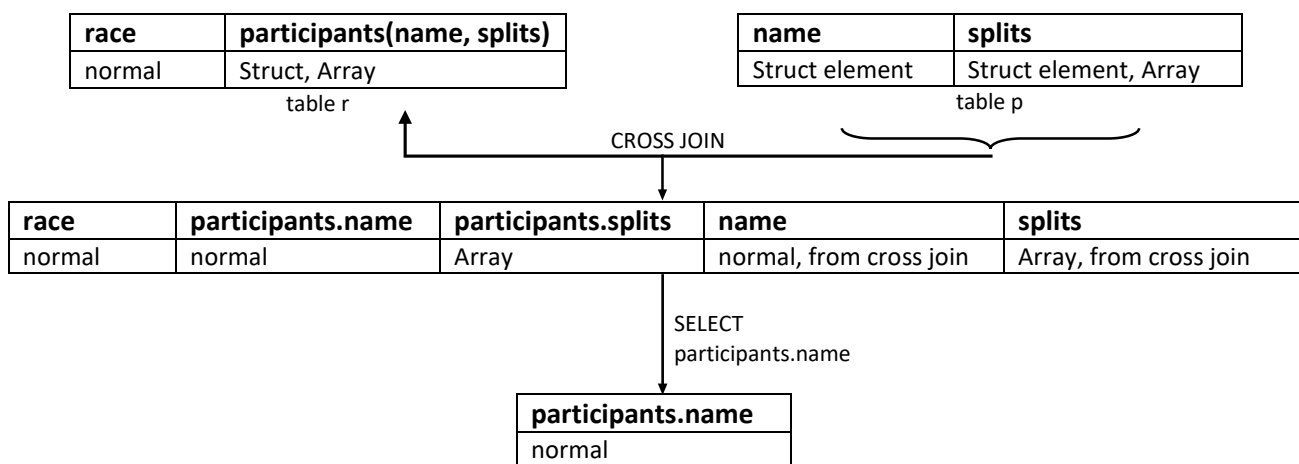 race participants(name, splits)
normal Struct, Array
table r
name splits
Struct element Struct element, Array
table p
CROSS JOIN
race participants.name participants.splits name splits
normal normal Array normal, from cross join Array, from cross join
SELECT
participants.name
participants.name
normal